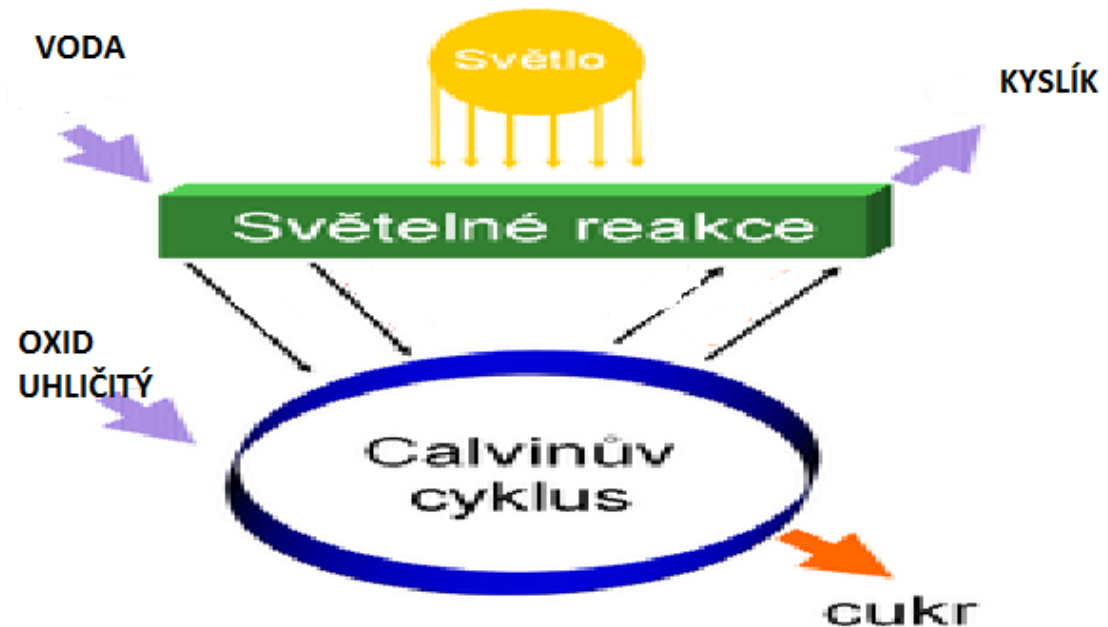 VODA
Světlo
KYSLÍK
Světelné reakce
OXID
UHLIČITÝ
Calvinův
cyklus
cukr